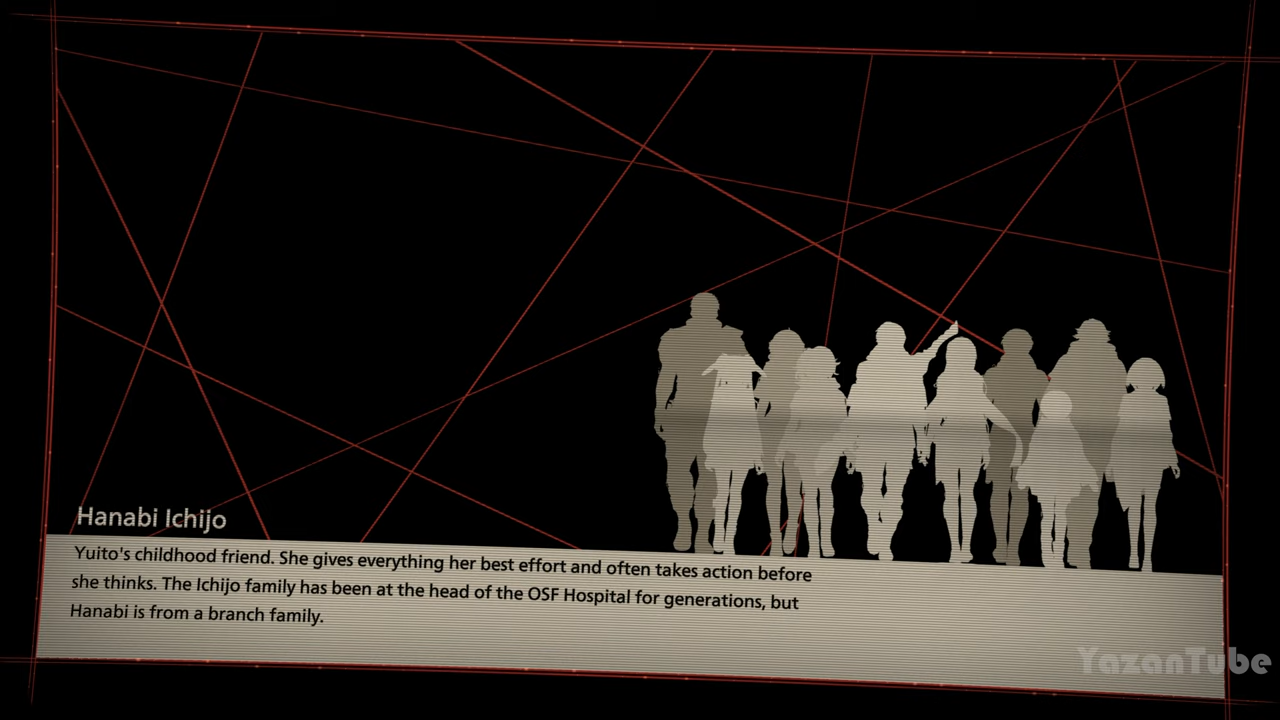 Hanabi Ichijo
Yuito's childhood friend. She gives everything her best effort and often takes action before
she thinks. The Ichijo family has been at the head of the OSF Hospital for generations, but
Hanabi is from a branch family.
YazanTube